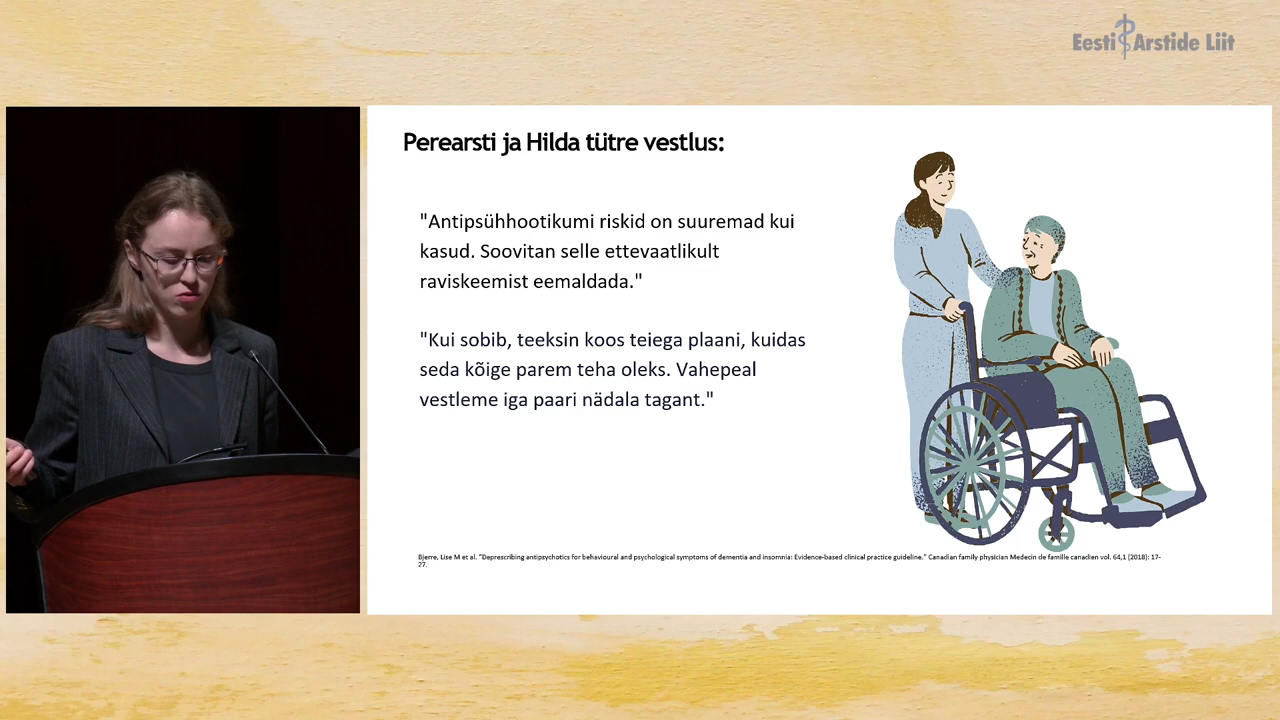 Eesti Arstide Liit
Perearsti ja Hilda tütre vestlus:
"Antipsühhootikumi riskid on suuremad kui
kasud. Soovitan selle ettevaatlikult
raviskeemist eemaldada."
"Kui sobib, teeksin koos teiega plaani, kuidas
seda kõige parem teha oleks. Vahepeal
vestleme iga paari nädala tagant."
Bjerre, Lise M et al. "Deprescribing antipsychotics for behavioural and psychological symptoms of dementia and insomnia: Evidence-based clinical practice guideline." Canadian family physician Medecin de famille canadien vol. 64,1 (2018): 17-
27.